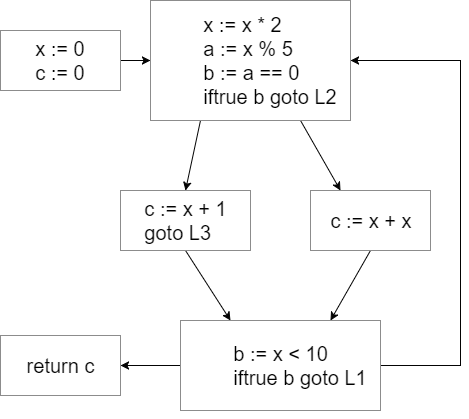 x := 0
c := 0
x := x * 2
a := x % 5
b := a == 0
iftrue b goto L2
c := x + 1
goto L3
c := x + x
b := x < 10
iftrue b goto L1
return c